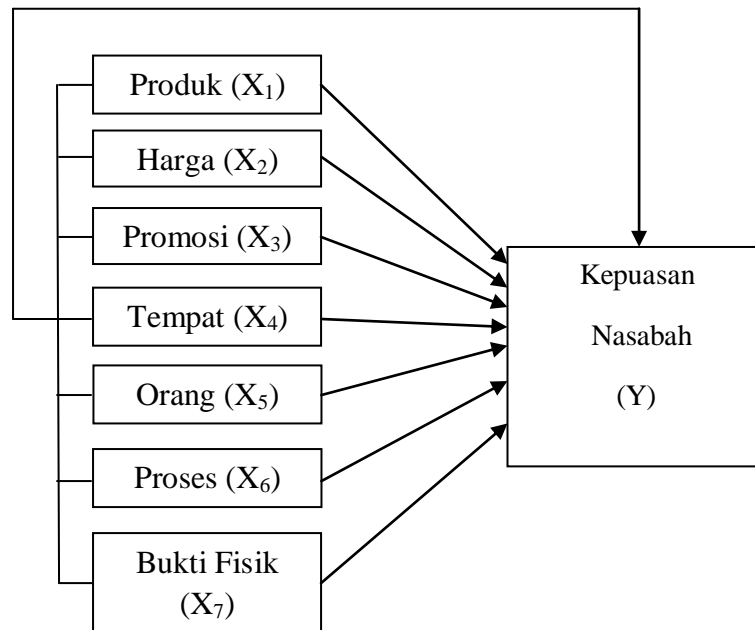 Produk (X₁)
Harga (X₂)
Promosi (X₃)
Tempat (X₄)
Orang (X₅)
Proses (X₆)
Bukti Fisik
(X₇)
Kepuasan
Nasabah
(Y)